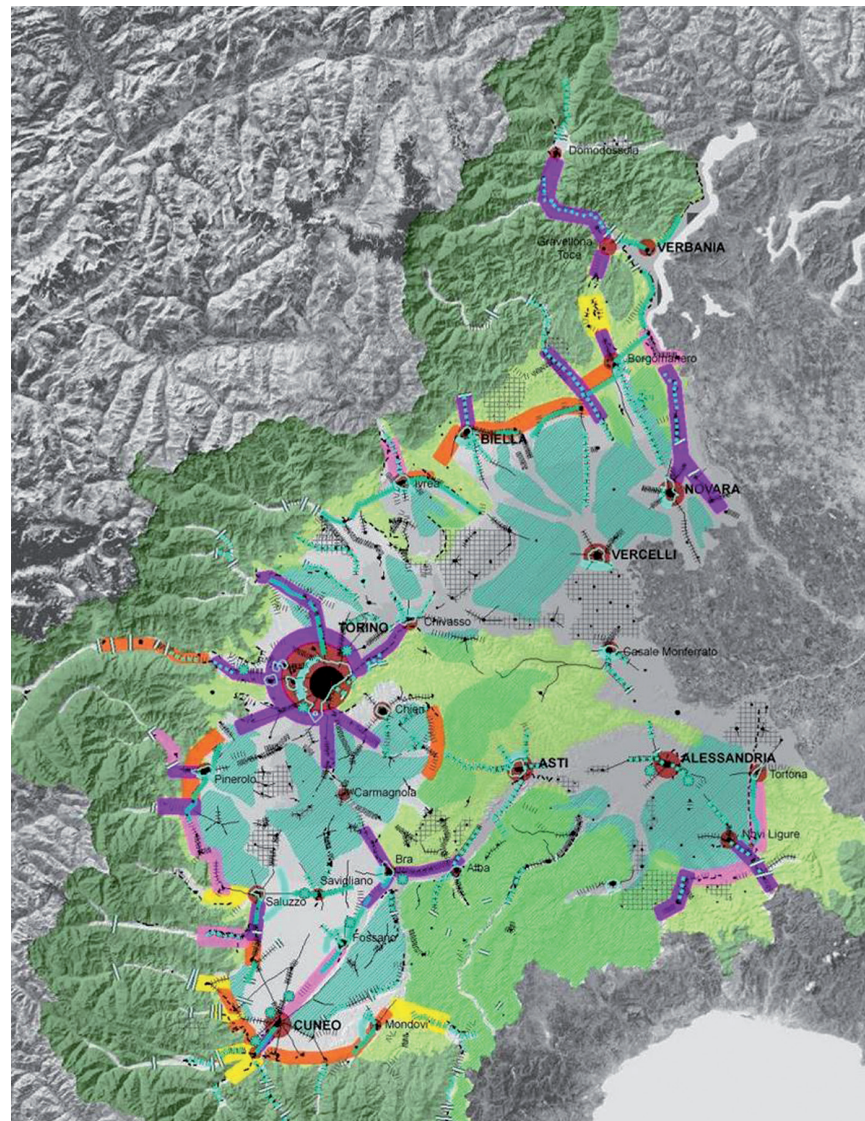 Domodossola
Gravellona
Toce
VERBANIA
Borgomanero
BIELLA
Ivrea
NOVARA
VERCELLI
TORINO
Chivasso
Casale Monferrato
Chieri
ASTI
ALESSANDRIA
Pinerolo
Tortona
Carmagnola
Novi Ligure
Bra
Alba
Savigliano
Saluzzo
Fossano
CUNEO
Mondovi'